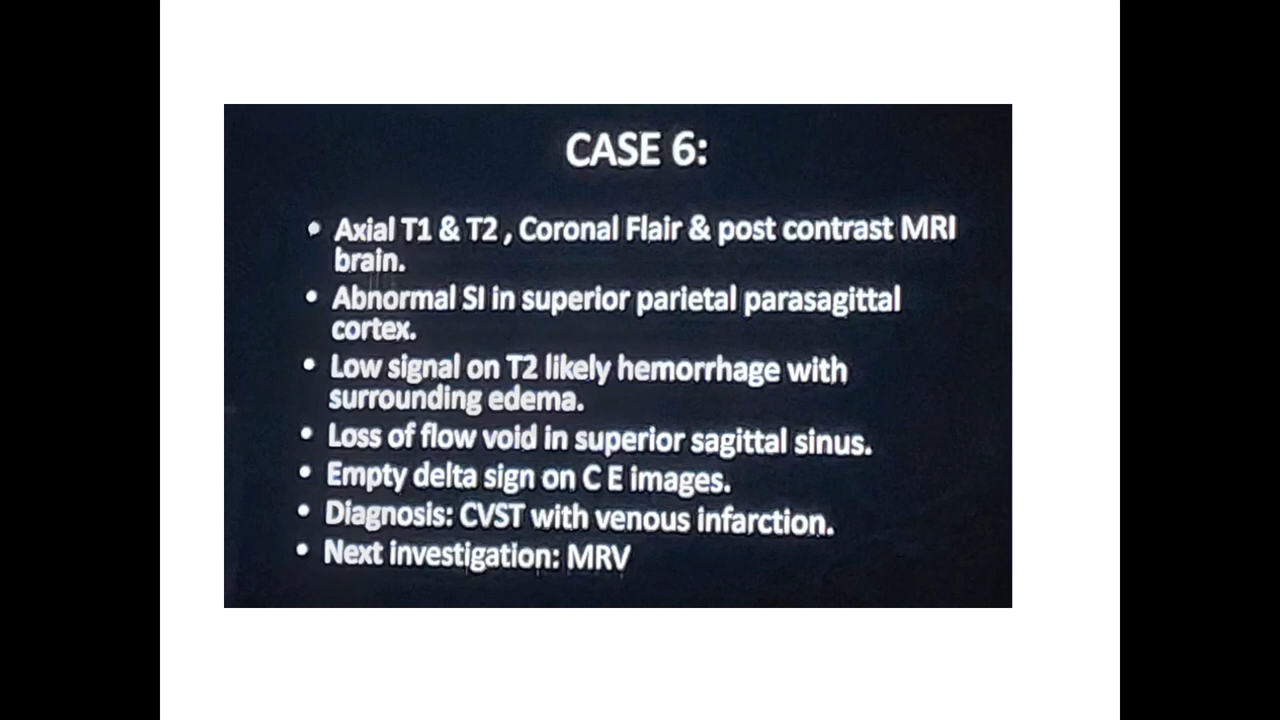 CASE 6:
• Axial T1 & T2 , Coronal Flair & post contrast MRI
brain.
• Abnormal SI in superior parietal parasagittal
cortex.
• Low signal on T2 likely hemorrhage with
surrounding edema.
• Loss of flow void in superior sagittal sinus.
• Empty delta sign on C E images.
• Diagnosis: CVST with venous infarction.
• Next investigation: MRV